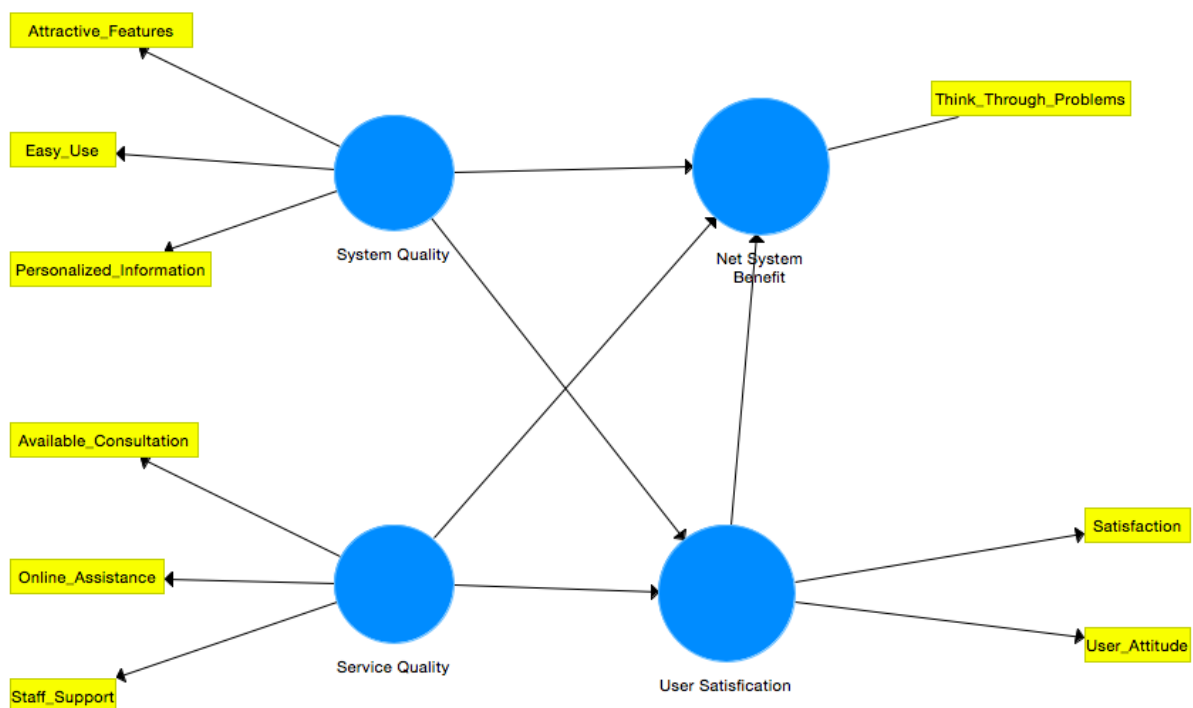 Attractive_Features
Think_Through_Problems
Easy_Use
System Quality
Net System
Benefit
Personalized_Information
Available_Consultation
Satisfaction
Online_Assistance
Service Quality
User_Attitude
User Satisfication
Staff_Support